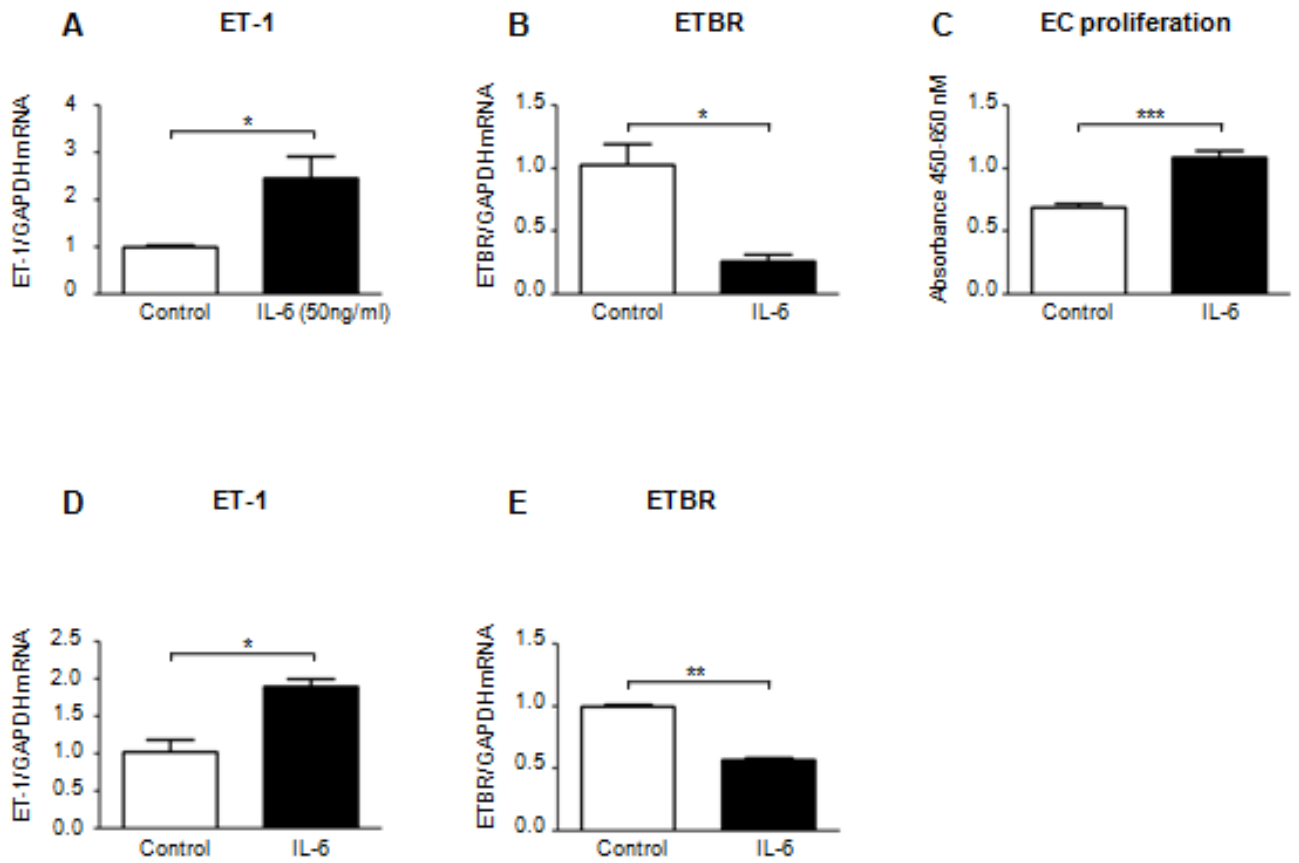 A ET-1
ET-1/GAPDHmRNA
4
3
2
1
0
*
Control IL-6 (50ng/ml)
B ETBR
ETBR/GAPDHmRNA
1.5
1.0
0.5
0.0
*
Control IL-6
C EC proliferation
Absorbance 450-650 nM
1.5
1.0
0.5
0.0
***
Control IL-6
D ET-1
ET-1/GAPDHmRNA
2.5
2.0
1.5
1.0
0.5
0.0
*
Control IL-6
E ETBR
ETBR/GAPDHmRNA
1.5
1.0
0.5
0.0
**
Control IL-6